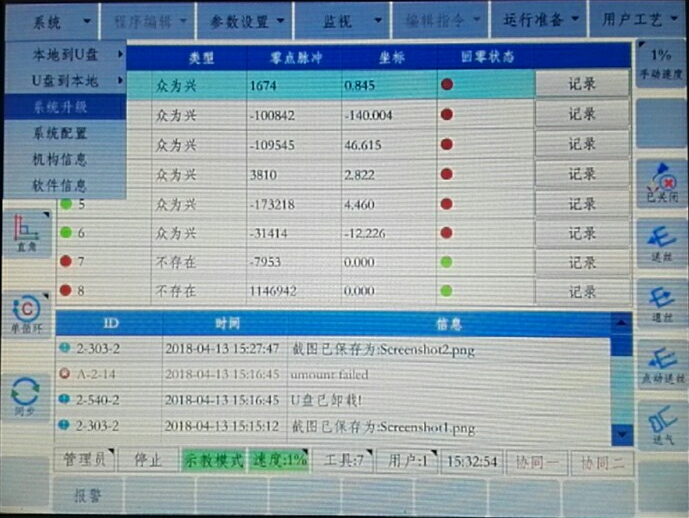 系统 程序编辑 参数设置 监视 编辑指令 运行准备 用户工艺
本地到U盘
U盘到本地
系统升级
系统配置
机构信息
软件信息
类型 零点脉冲 坐标 回零状态
众为兴 1674 0.845 记录
众为兴 -100842 -140.004 记录
众为兴 -109545 46.615 记录
众为兴 3810 2.822 记录
5 众为兴 -173218 4.460 记录
6 众为兴 -31414 -12.226 记录
7 不存在 -7953 0.000 记录
8 不存在 1146942 0.000 记录
1%
手动速度
已关闭
送丝
退丝
点动送丝
送气
直角
C
单循环
同步
ID 时间 信息
2-303-2 2018-04-13 15:27:47 截图已保存为:Screenshot2.png
A-2-14 2018-04-13 15:16:45 umount failed
2-540-2 2018-04-13 15:16:45 U盘已卸载!
2-303-2 2018-04-13 15:15:12 截图已保存为:Screenshot1.png
管理员 停止 示教模式 速度:1% 工具:7 用户:1 15:32:54 协同一 协同二
报警